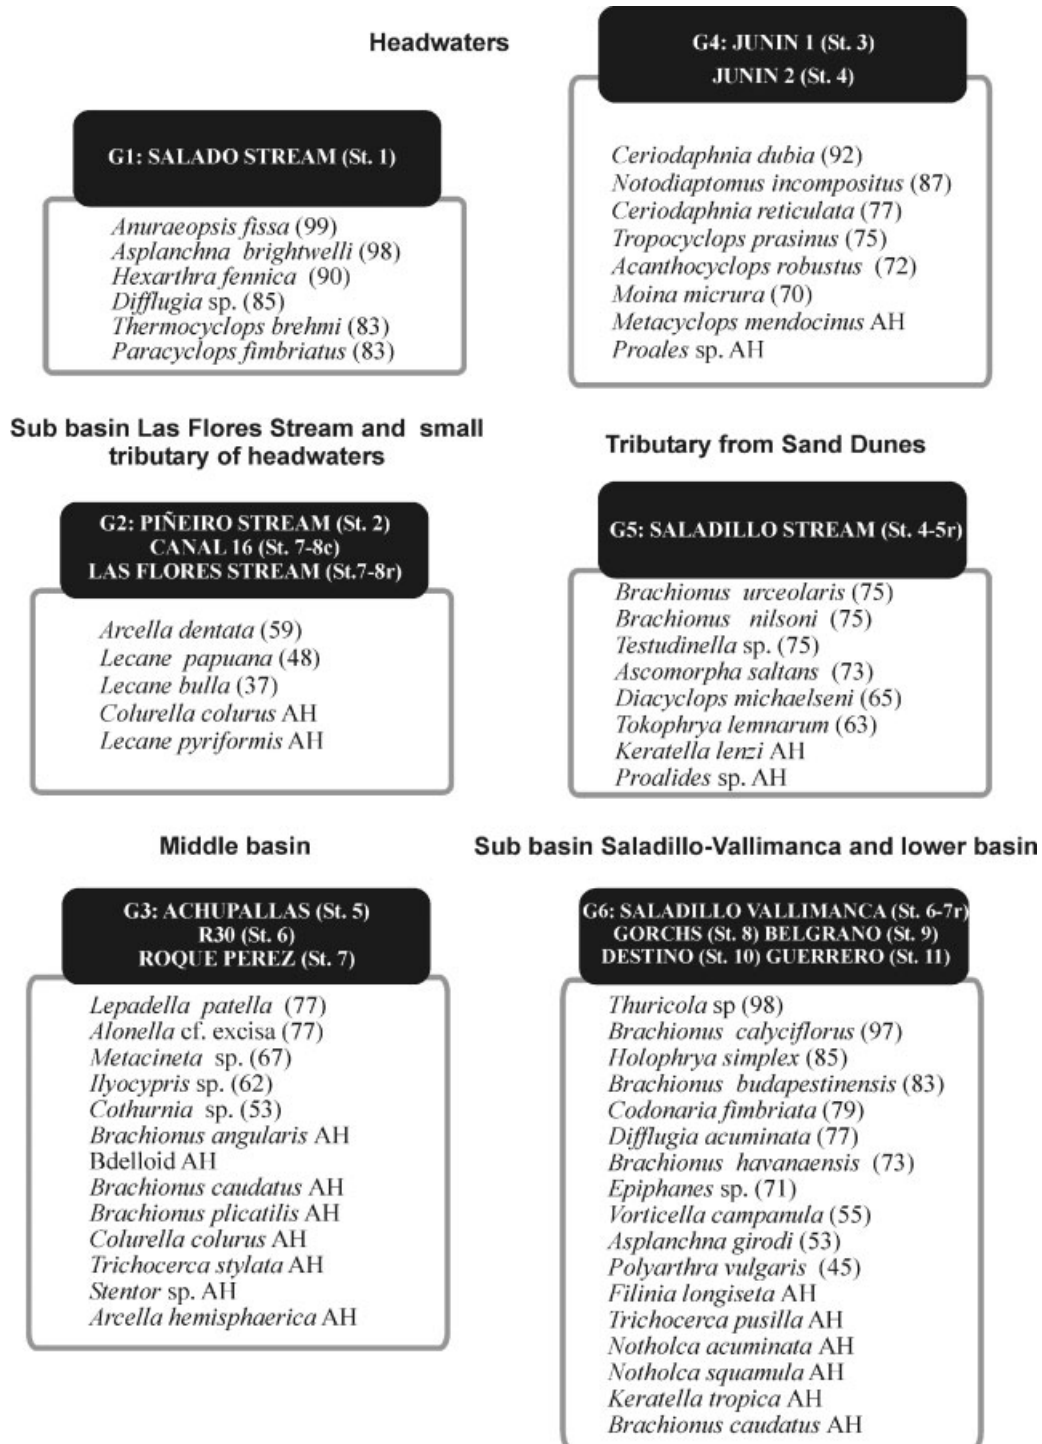 Headwaters
G1: SALADO STREAM (St. 1)
Anuraeopsis fissa (99)
Asplanchna brightwelli (98)
Hexarthra fennica (90)
Difflugia sp. (85)
Thermocyclops brehmi (83)
Paracyclops fimbriatus (83)
G4: JUNIN 1 (St. 3)
JUNIN 2 (St. 4)
Ceriodaphnia dubia (92)
Notodiaptomus incompositus (87)
Ceriodaphnia reticulata (77)
Tropocyclops prasinus (75)
Acanthocyclops robustus (72)
Moina micrura (70)
Metacyclops mendocinus AH
Proales sp. AH
Sub basin Las Flores Stream and small
tributary of headwaters
G2: PIÑEIRO STREAM (St. 2)
CANAL 16 (St. 7-8c)
LAS FLORES STREAM (St.7-8r)
Arcella dentata (59)
Lecane papuana (48)
Lecane bulla (37)
Colurella colurus AH
Lecane pyriformis AH
Tributary from Sand Dunes
G5: SALADILLO STREAM (St. 4-5r)
Brachionus urceolaris (75)
Brachionus nilsoni (75)
Testudinella sp. (75)
Ascomorpha saltans (73)
Diacyclops michaelseni (65)
Tokophrya lemnarum (63)
Keratella lenzi AH
Proalides sp. AH
Middle basin
G3: ACHUPALLAS (St. 5)
R30 (St. 6)
ROQUE PEREZ (St. 7)
Lepadella patella (77)
Alonella cf. excisa (77)
Metacineta sp. (67)
Ilyocypris sp. (62)
Cothurnia sp. (53)
Brachionus angularis AH
Bdelloid AH
Brachionus caudatus AH
Brachionus plicatilis AH
Colurella colurus AH
Trichocerca stylata AH
Stentor sp. AH
Arcella hemisphaerica AH
Sub basin Saladillo-Vallimanca and lower basin
G6: SALADILLO VALLIMANCA (St. 6-7r)
GORCHS (St. 8) BELGRANO (St. 9)
DESTINO (St. 10) GUERRERO (St. 11)
Thuricola sp (98)
Brachionus calyciflorus (97)
Holophrya simplex (85)
Brachionus budapestinensis (83)
Codonaria fimbriata (79)
Difflugia acuminata (77)
Brachionus havanaensis (73)
Epiphanes sp. (71)
Vorticella campanula (55)
Asplanchna girodi (53)
Polyarthra vulgaris (45)
Filinia longiseta AH
Trichocerca pusilla AH
Notholca acuminata AH
Notholca squamula AH
Keratella tropica AH
Brachionus caudatus AH